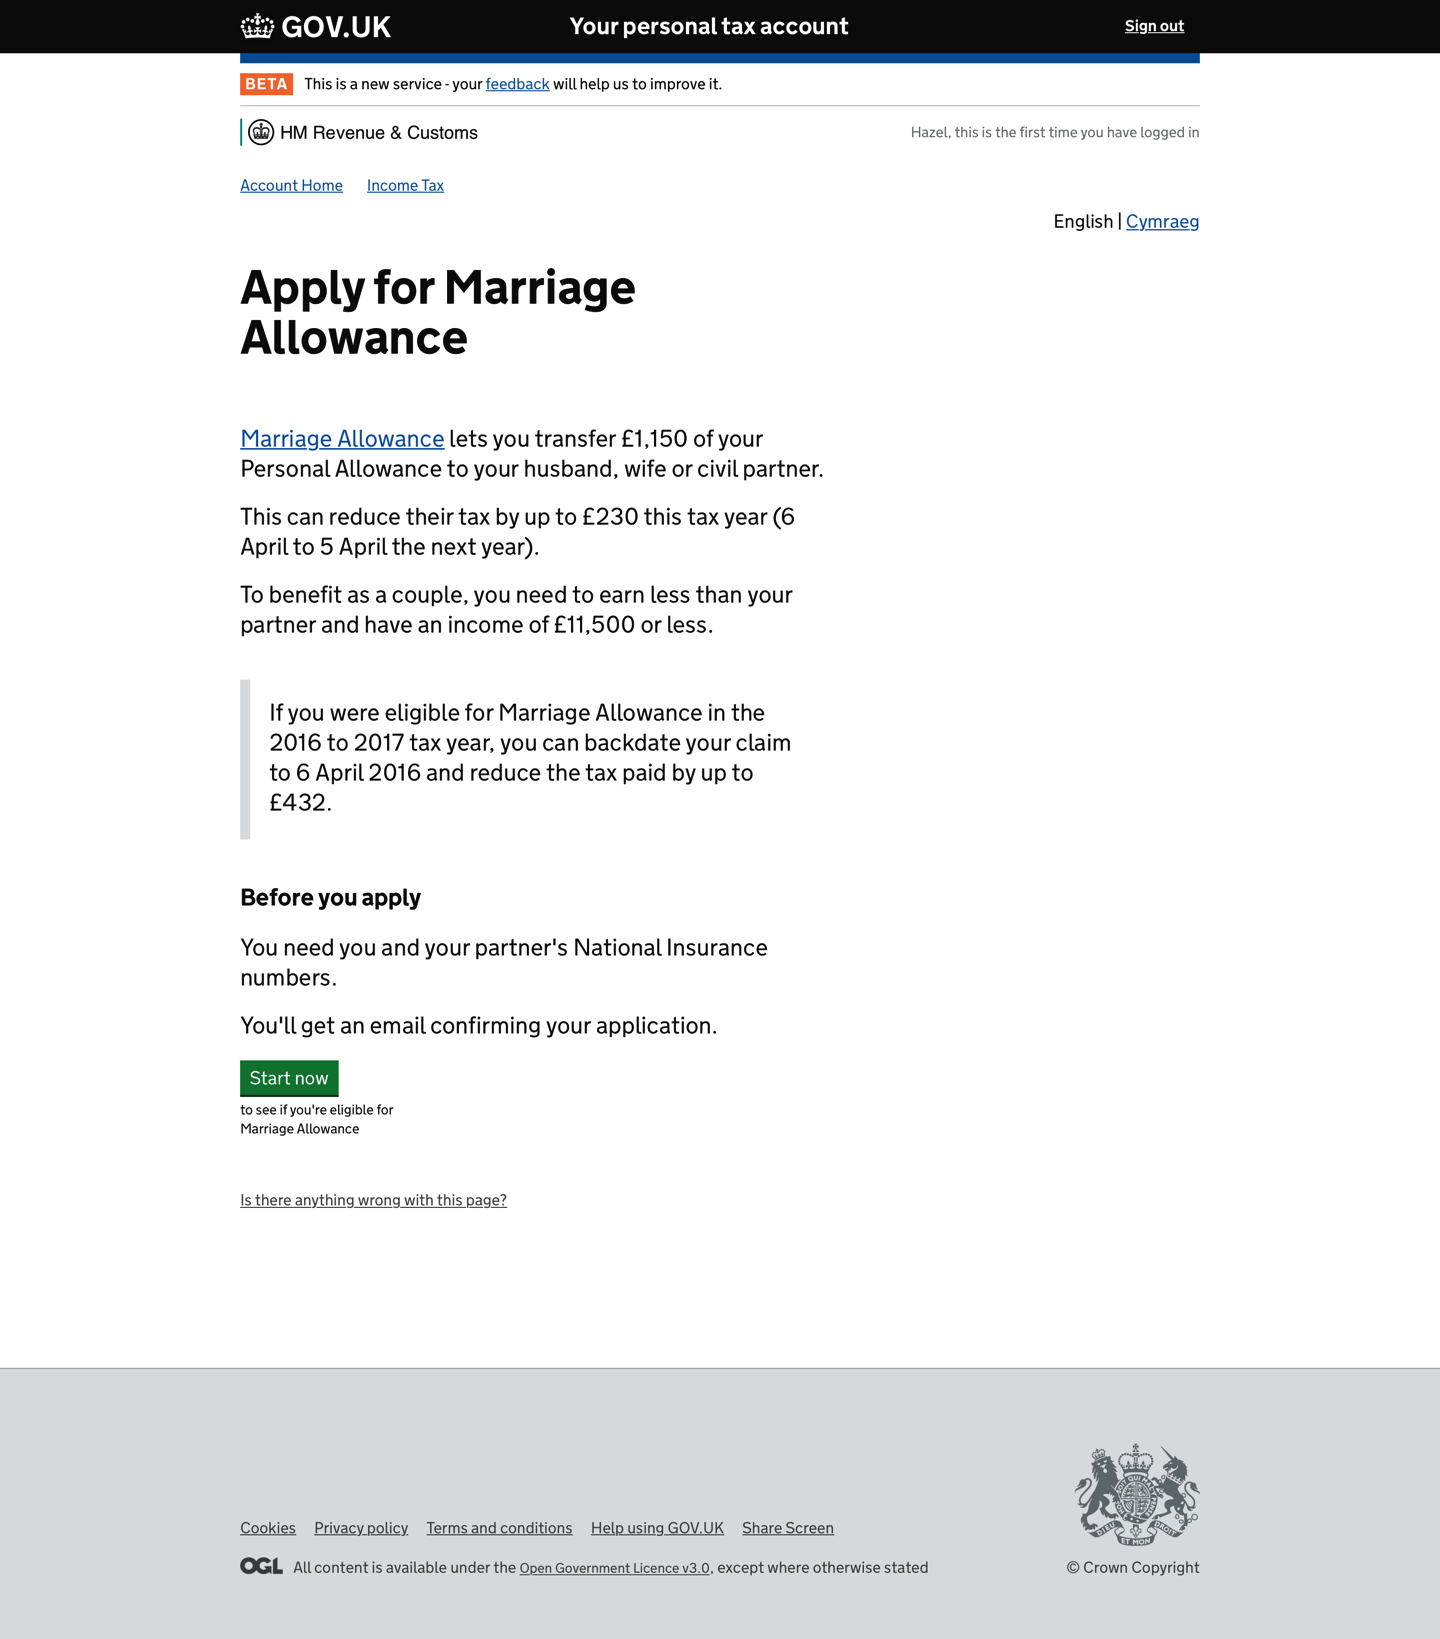 GOV.UK
Your personal tax account
Sign out
BETA
This is a new service - your feedback will help us to improve it.
HM Revenue & Customs
Hazel, this is the first time you have logged in
Account Home
Income Tax
English | Cymraeg
Apply for Marriage
Allowance
Marriage Allowance lets you transfer £1,150 of your
Personal Allowance to your husband, wife or civil partner.
This can reduce their tax by up to £230 this tax year (6
April to 5 April the next year).
To benefit as a couple, you need to earn less than your
partner and have an income of £11,500 or less.
If you were eligible for Marriage Allowance in the
2016 to 2017 tax year, you can backdate your claim
to 6 April 2016 and reduce the tax paid by up to
£432.
Before you apply
You need you and your partner's National Insurance
numbers.
You'll get an email confirming your application.
Start now
to see if you're eligible for
Marriage Allowance
Is there anything wrong with this page?
Cookies
Privacy policy
Terms and conditions
Help using GOV.UK
Share Screen
DIEU ET MON DROIT
OGL
All content is available under the Open Government Licence v3.0, except where otherwise stated
© Crown Copyright